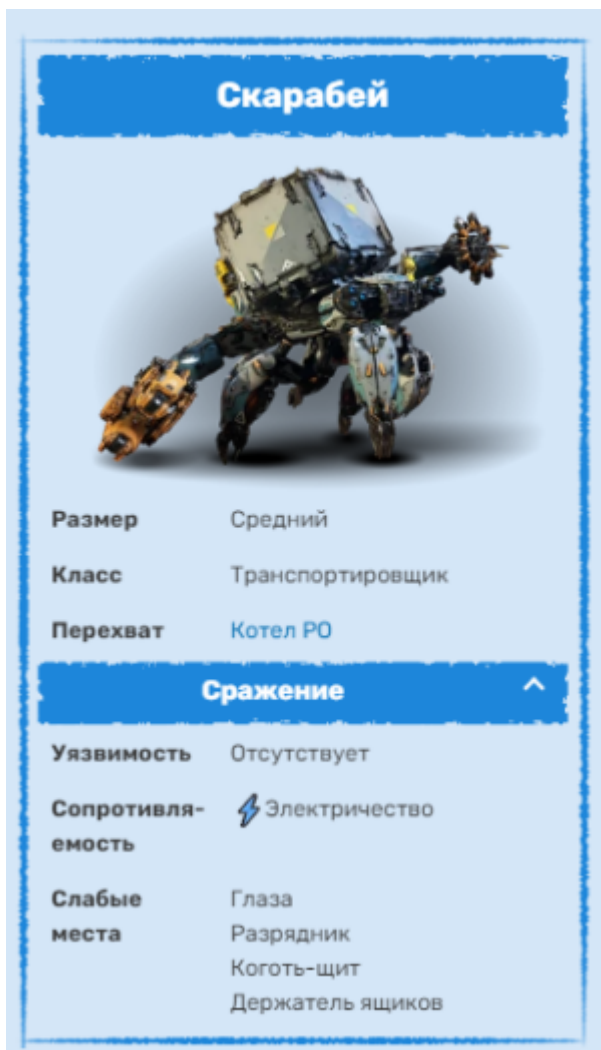 Скарабей
Размер Средний
Класс Транспортировщик
Перехват Котел РО
Сражение
Уязвимость Отсутствует
Сопротивля- Электричество
емость
Слабые Глаза
места Разрядник
Коготь-щит
Держатель ящиков